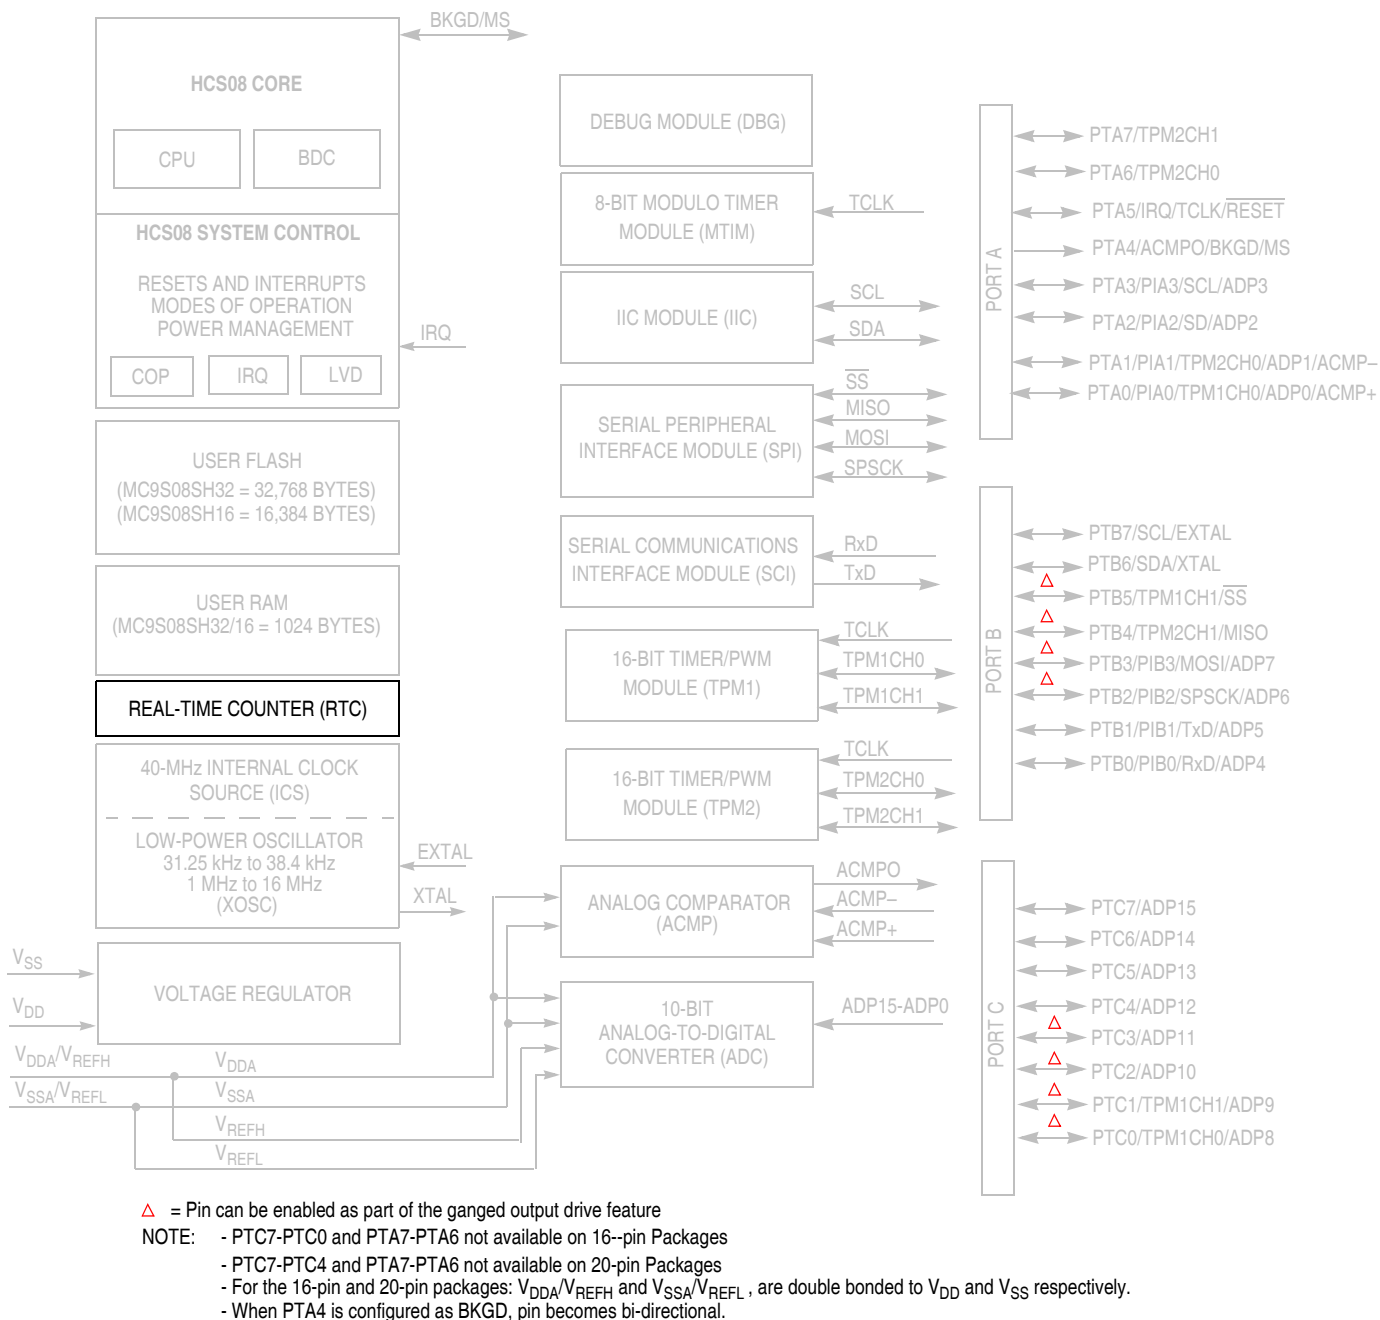 BKGD/MS
HCS08 CORE
CPU
BDC
HCS08 SYSTEM CONTROL
RESETS AND INTERRUPTS
MODES OF OPERATION
POWER MANAGEMENT
IRQ
COP
IRQ
LVD
USER FLASH
(MC9S08SH32 = 32,768 BYTES)
(MC9S08SH16 = 16,384 BYTES)
USER RAM
(MC9S08SH32/16 = 1024 BYTES)
REAL-TIME COUNTER (RTC)
40-MHz INTERNAL CLOCK
SOURCE (ICS)
LOW-POWER OSCILLATOR
31.25 kHz to 38.4 kHz
1 MHz to 16 MHz
(XOSC)
EXTAL
XTAL
VSS
VDD
VOLTAGE REGULATOR
VDDA/VREFH
VSSA/VREFL
VDDA
VSSA
VREFH
VREFL
DEBUG MODULE (DBG)
8-BIT MODULO TIMER
MODULE (MTIM)
TCLK
IIC MODULE (IIC)
SCL
SDA
SERIAL PERIPHERAL
INTERFACE MODULE (SPI)
SS
MISO
MOSI
SPSCK
SERIAL COMMUNICATIONS
INTERFACE MODULE (SCI)
RxD
TxD
16-BIT TIMER/PWM
MODULE (TPM1)
TCLK
TPM1CH0
TPM1CH1
16-BIT TIMER/PWM
MODULE (TPM2)
TCLK
TPM2CH0
TPM2CH1
ANALOG COMPARATOR
(ACMP)
ACMPO
ACMP–
ACMP+
10-BIT
ANALOG-TO-DIGITAL
CONVERTER (ADC)
ADP15-ADP0
PORT A
PTA7/TPM2CH1
PTA6/TPM2CH0
PTA5/IRQ/TCLK/RESET
PTA4/ACMPO/BKGD/MS
PTA3/PIA3/SCL/ADP3
PTA2/PIA2/SD/ADP2
PTA1/PIA1/TPM2CH0/ADP1/ACMP–
PTA0/PIA0/TPM1CH0/ADP0/ACMP+
PORT B
PTB7/SCL/EXTAL
PTB6/SDA/XTAL
PTB5/TPM1CH1/SS
PTB4/TPM2CH1/MISO
PTB3/PIB3/MOSI/ADP7
PTB2/PIB2/SPSCK/ADP6
PTB1/PIB1/TxD/ADP5
PTB0/PIB0/RxD/ADP4
PORT C
PTC7/ADP15
PTC6/ADP14
PTC5/ADP13
PTC4/ADP12
PTC3/ADP11
PTC2/ADP10
PTC1/TPM1CH1/ADP9
PTC0/TPM1CH0/ADP8
Δ = Pin can be enabled as part of the ganged output drive feature
NOTE: - PTC7-PTC0 and PTA7-PTA6 not available on 16--pin Packages
- PTC7-PTC4 and PTA7-PTA6 not available on 20-pin Packages
- For the 16-pin and 20-pin packages: VDDA/VREFH and VSSA/VREFL , are double bonded to VDD and VSS respectively.
- When PTA4 is configured as BKGD, pin becomes bi-directional.